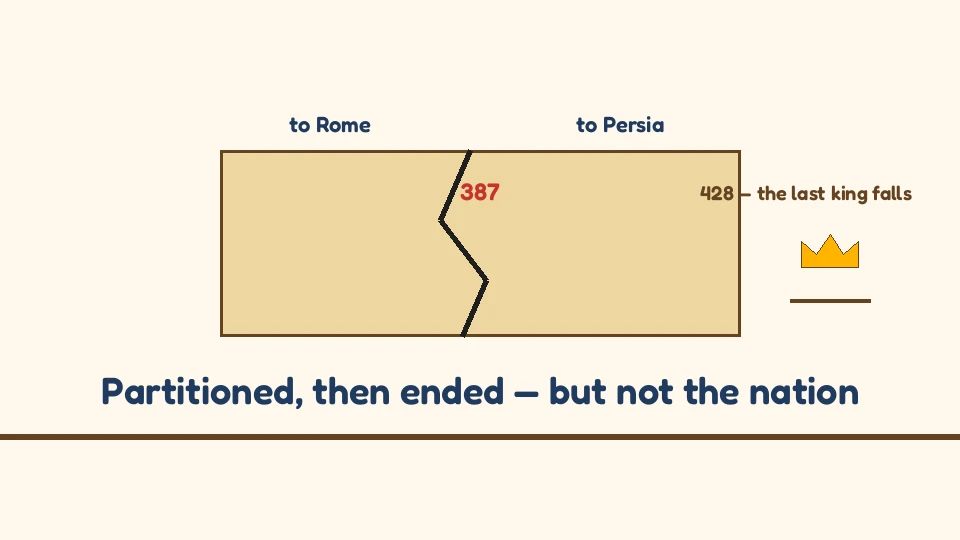 to Rome
to Persia
387
428 – the last king falls
Partitioned, then ended – but not the nation